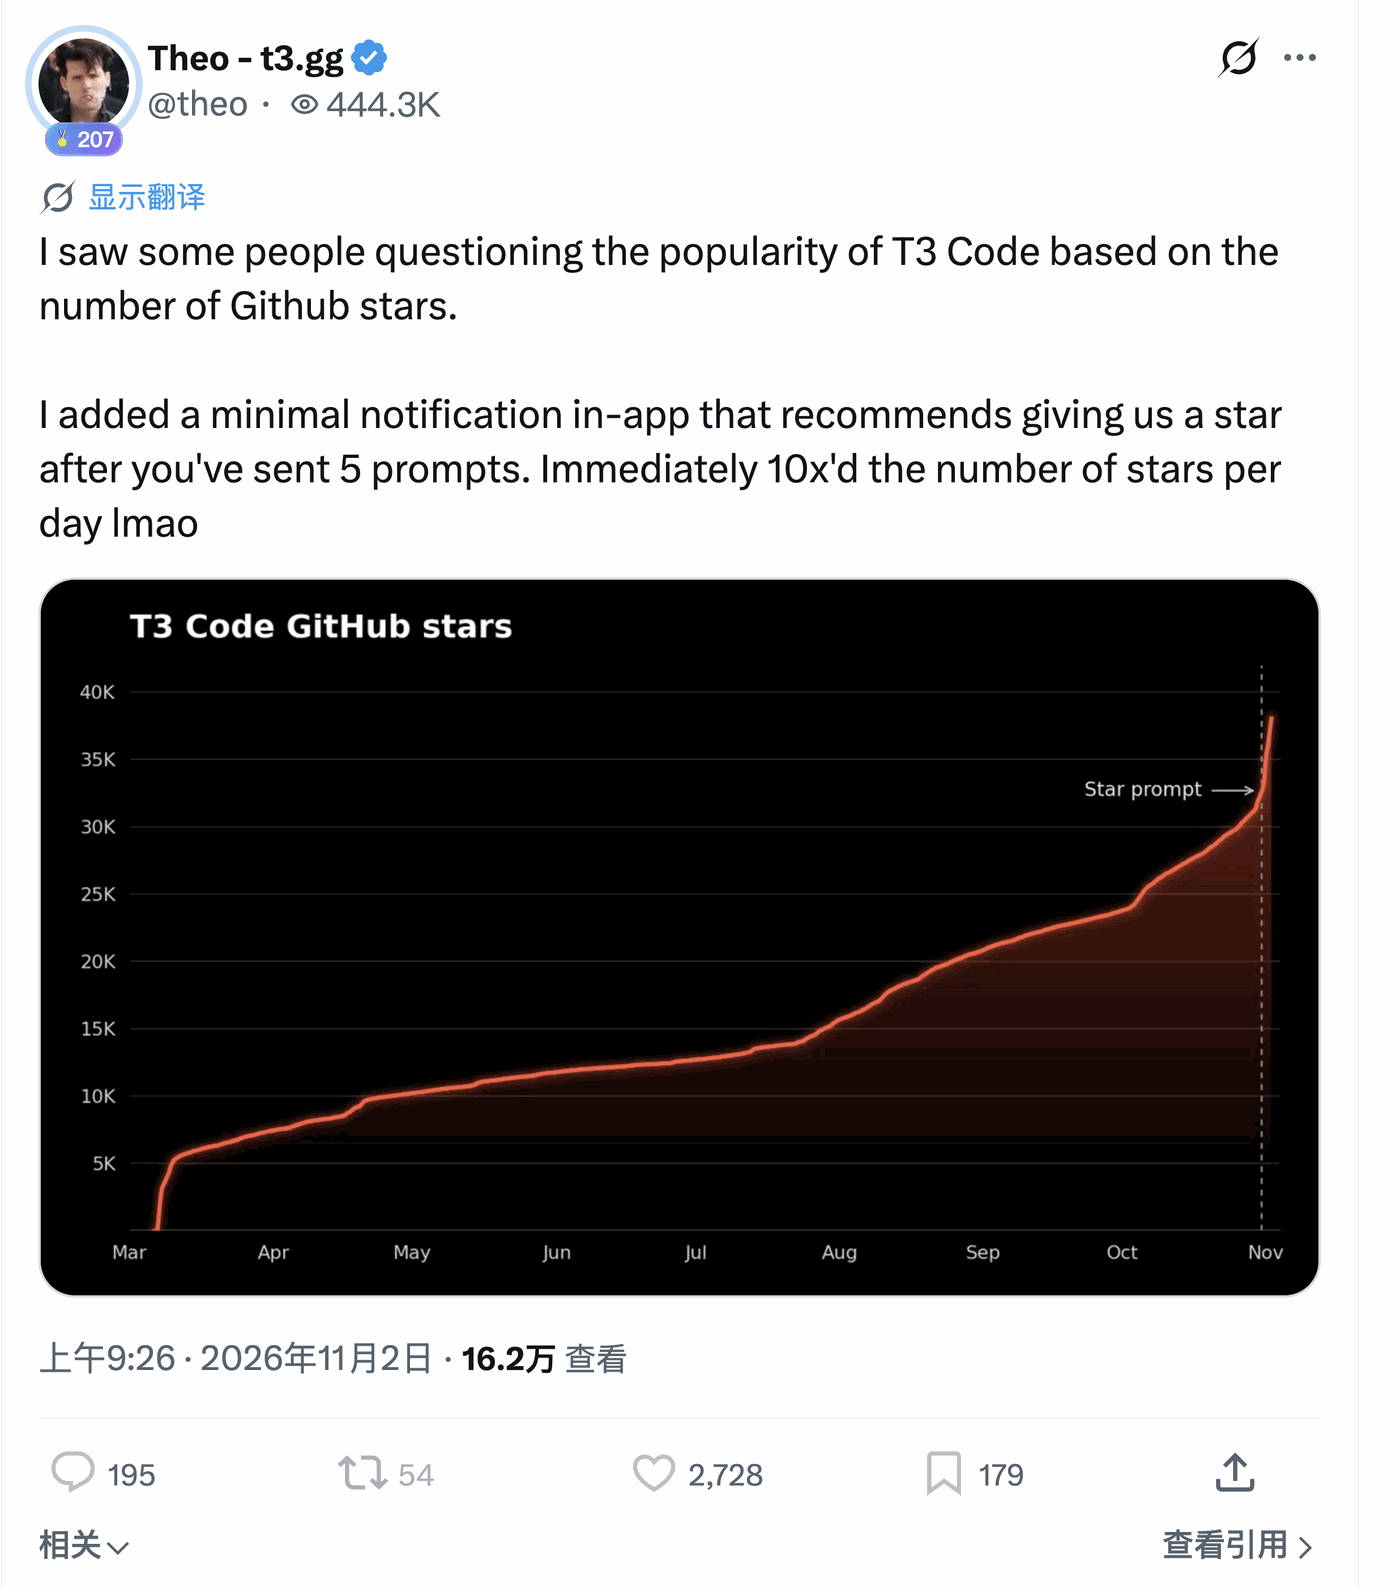 Theo - t3.gg
@theo · 444.3K
207
显示翻译
I saw some people questioning the popularity of T3 Code based on the
number of Github stars.
I added a minimal notification in-app that recommends giving us a star
after you've sent 5 prompts. Immediately 10x'd the number of stars per
day lmao
T3 Code GitHub stars
40K
35K
Star prompt
30K
25K
20K
15K
10K
5K
Mar Apr May Jun Jul Aug Sep Oct Nov
上午9:26 · 2026年11月2日 · 16.2万 查看
195 54 2,728 179
相关 查看引用